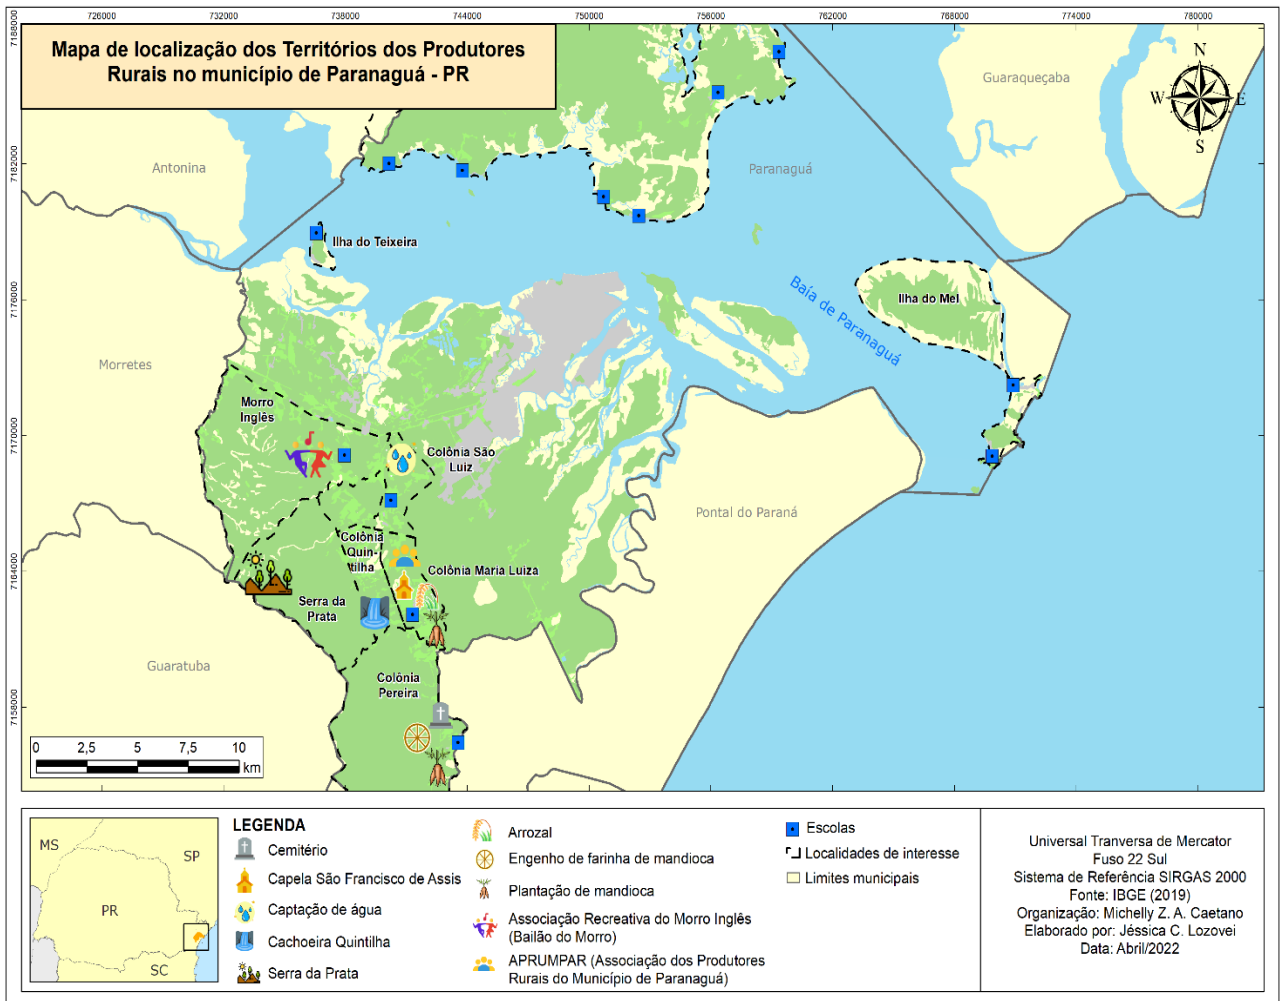 726000
732000
738000
744000
750000
756000
762000
768000
774000
780000
7188000
7182000
7176000
7170000
7164000
7158000
Mapa de localização dos Territórios dos Produtores
Rurais no município de Paranaguá - PR
N
W
E
S
Guaraqueçaba
Antonina
Paranaguá
Ilha do Teixeira
Ilha do Mel
Baía de Paranaguá
Morretes
Morro
Inglês
Colônia São
Luiz
Pontal do Paraná
Colônia
Quin-
tilha
Colônia Maria Luiza
Serra da
Prata
Guaratuba
Colônia
Pereira
0
2,5
5
7,5
10
km
MS
SP
PR
SC
LEGENDA
Cemitério
Capela São Francisco de Assis
Captação de água
Cachoeira Quintilha
Serra da Prata
Arrozal
Engenho de farinha de mandioca
Plantação de mandioca
Associação Recreativa do Morro Inglês
(Bailão do Morro)
APRUMPAR (Associação dos Produtores
Rurais do Município de Paranaguá)
Escolas
Localidades de interesse
Limites municipais
Universal Tranversa de Mercator
Fuso 22 Sul
Sistema de Referência SIRGAS 2000
Fonte: IBGE (2019)
Organização: Michelly Z. A. Caetano
Elaborado por: Jéssica C. Lozovei
Data: Abril/2022